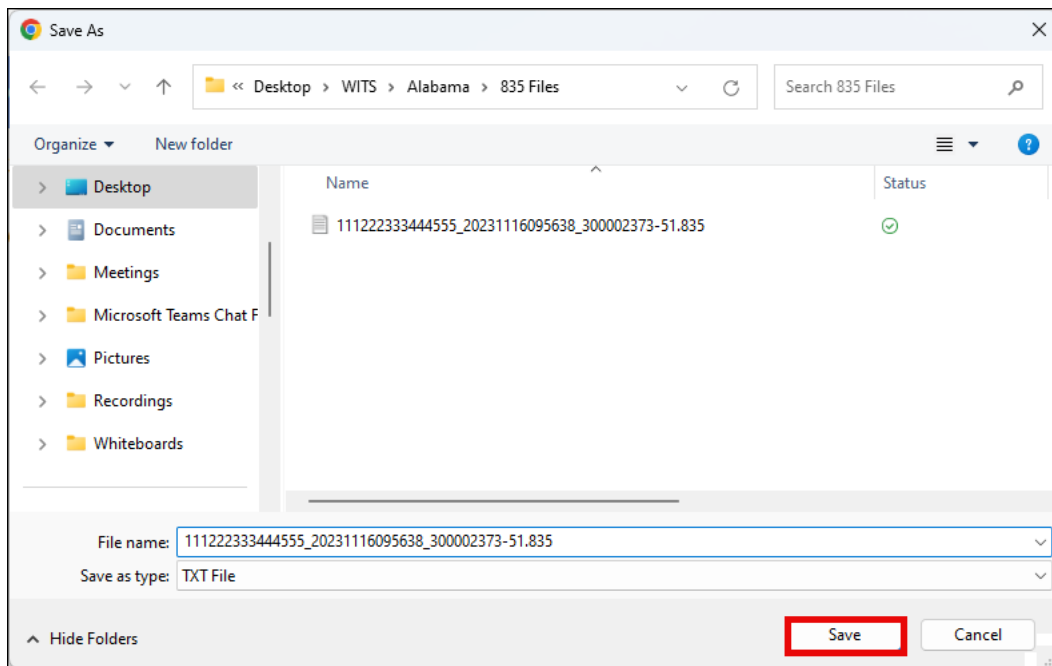 Save As
« Desktop > WITS > Alabama > 835 Files
Search 835 Files
Organize
New folder
?
Name
Status
Desktop
111222333444555_20231116095638_300002373-51.835
Documents
Meetings
Microsoft Teams Chat F
Pictures
Recordings
Whiteboards
File name: 111222333444555_20231116095638_300002373-51.835
Save as type: TXT File
Hide Folders
Save
Cancel